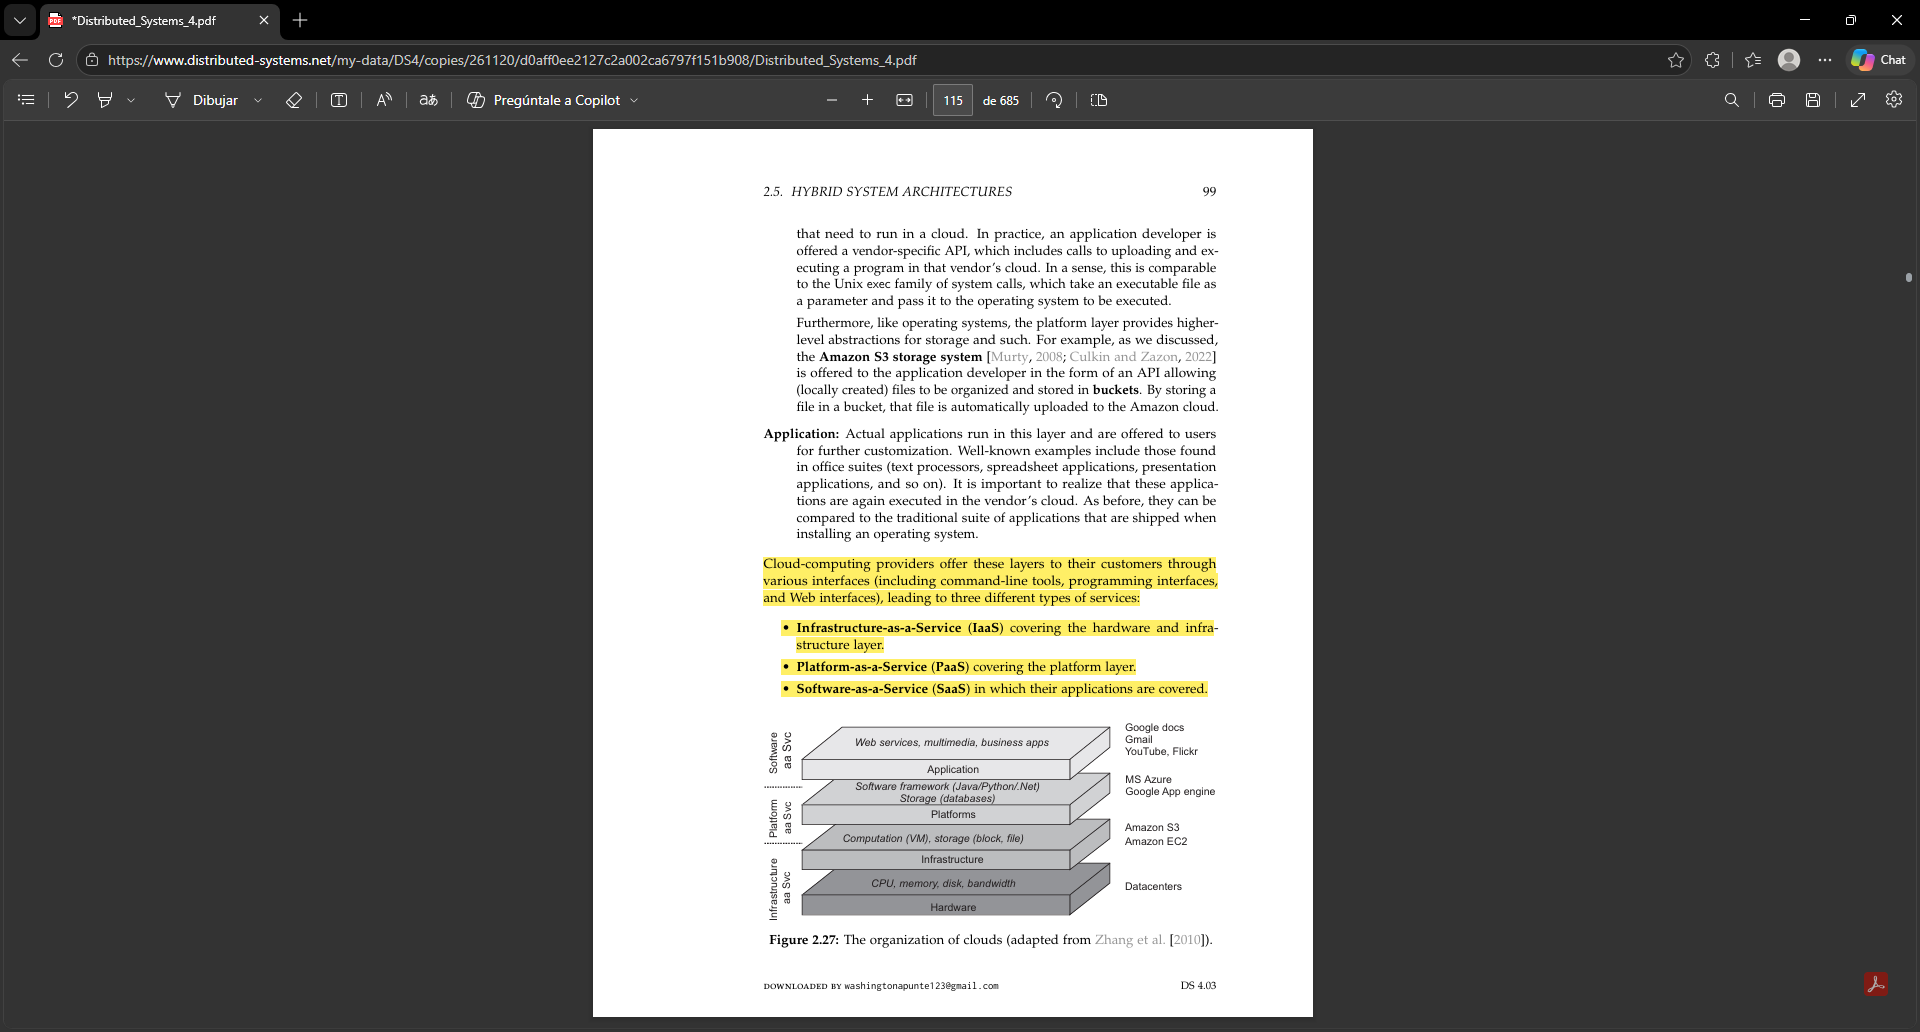 *Distributed_Systems_4.pdf
https://www.distributed-systems.net/my-data/DS4/copies/261120/d0aff0ee2127c2a002ca6797f151b908/Distributed_Systems_4.pdf
Chat
Dibujar
aあ
Pregúntale a Copilot
115 de 685
2.5. HYBRID SYSTEM ARCHITECTURES 99
that need to run in a cloud. In practice, an application developer is
offered a vendor-specific API, which includes calls to uploading and ex-
ecuting a program in that vendor's cloud. In a sense, this is comparable
to the Unix exec family of system calls, which take an executable file as
a parameter and pass it to the operating system to be executed.
Furthermore, like operating systems, the platform layer provides higher-
level abstractions for storage and such. For example, as we discussed,
the Amazon S3 storage system [Murty, 2008; Culkin and Zazon, 2022]
is offered to the application developer in the form of an API allowing
(locally created) files to be organized and stored in buckets. By storing a
file in a bucket, that file is automatically uploaded to the Amazon cloud.
Application: Actual applications run in this layer and are offered to users
for further customization. Well-known examples include those found
in office suites (text processors, spreadsheet applications, presentation
applications, and so on). It is important to realize that these applica-
tions are again executed in the vendor's cloud. As before, they can be
compared to the traditional suite of applications that are shipped when
installing an operating system.
Cloud-computing providers offer these layers to their customers through
various interfaces (including command-line tools, programming interfaces,
and Web interfaces), leading to three different types of services:
• Infrastructure-as-a-Service (IaaS) covering the hardware and infra-
structure layer.
• Platform-as-a-Service (PaaS) covering the platform layer.
• Software-as-a-Service (SaaS) in which their applications are covered.
Software
aa Svc
Web services, multimedia, business apps
Application
Google docs
Gmail
YouTube, Flickr
Platform
aa Svc
Software framework (Java/Python/.Net)
Storage (databases)
Platforms
MS Azure
Google App engine
Infrastructure
aa Svc
Computation (VM), storage (block, file)
Infrastructure
Amazon S3
Amazon EC2
CPU, memory, disk, bandwidth
Hardware
Datacenters
Figure 2.27: The organization of clouds (adapted from Zhang et al. [2010]).
DOWNLOADED BY washingtonapunte123@gmail.com DS 4.03